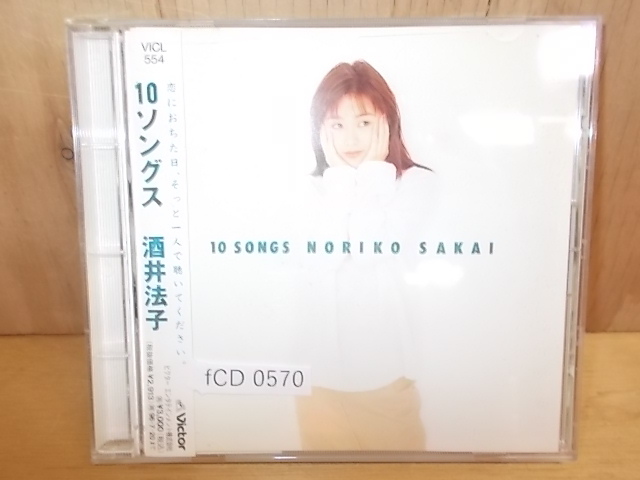 VICL
554
10ソングス 酒井法子
恋におちた日、そっと一人で聴いてください。
10 SONGS NORIKO SAKAI
fCD 0570
Victor